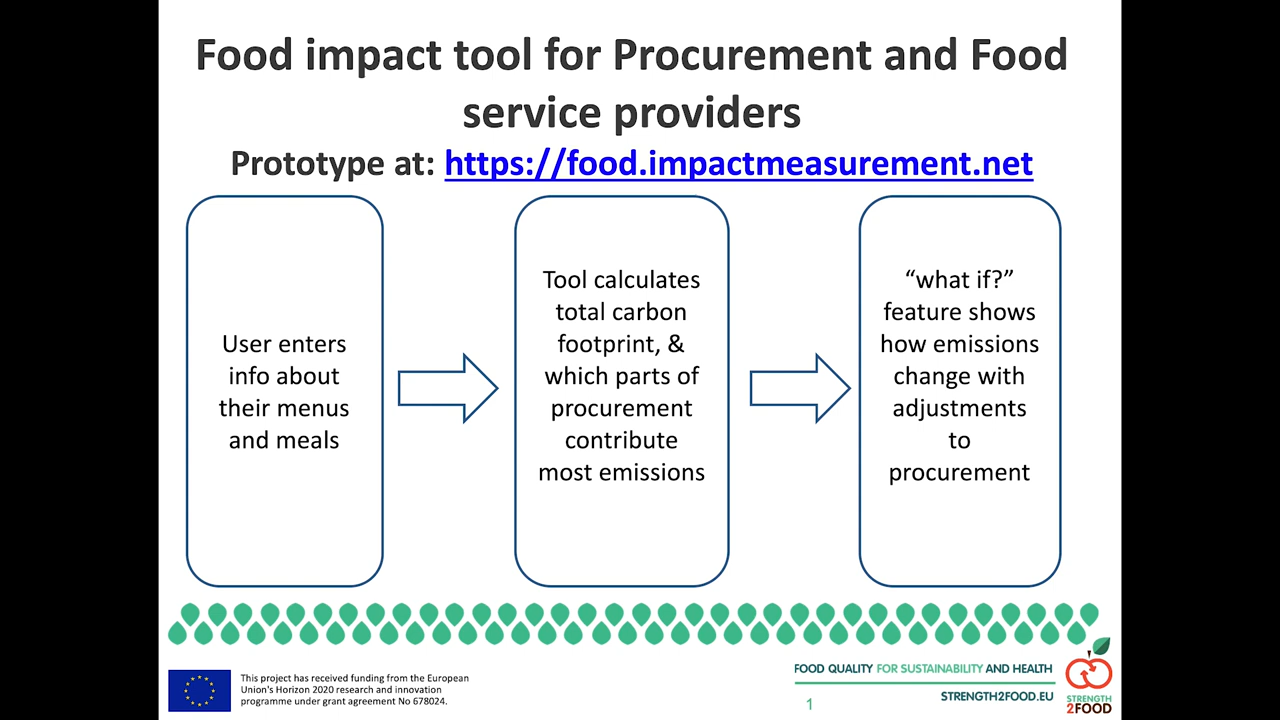 Food impact tool for Procurement and Food
service providers
Prototype at: https://food.impactmeasurement.net
User enters
info about
their menus
and meals
Tool calculates
total carbon
footprint, &
which parts of
procurement
contribute
most emissions
“what if?”
feature shows
how emissions
change with
adjustments
to
procurement
This project has received funding from the European
Union's Horizon 2020 research and innovation
programme under grant agreement No 678024.
FOOD QUALITY FOR SUSTAINABILITY AND HEALTH
STRENGTH2FOOD.EU
1
STRENGTH
2FOOD